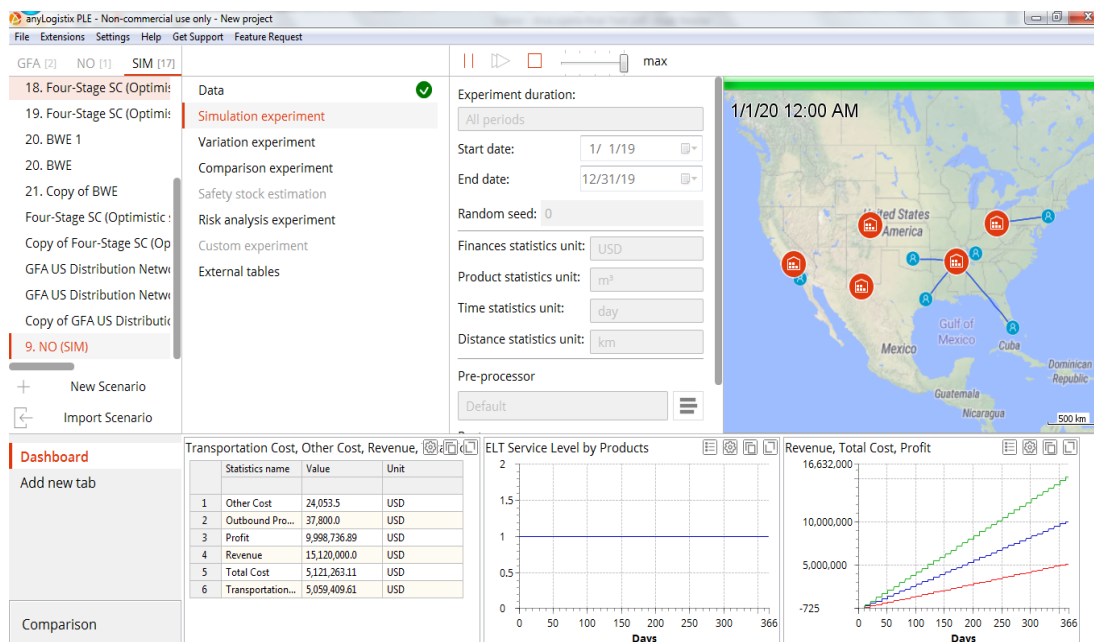 anyLogistix PLE - Non-commercial use only - New project
File Extensions Settings Help Get Support Feature Request
GFA [2] NO [1] SIM [17]
18. Four-Stage SC (Optimis
19. Four-Stage SC (Optimis
20. BWE 1
20. BWE
21. Copy of BWE
Four-Stage SC (Optimistic
Copy of Four-Stage SC (Op
GFA US Distribution Netwo
GFA US Distribution Netwo
Copy of GFA US Distributic
9. NO (SIM)
New Scenario
Import Scenario
Data
Simulation experiment
Variation experiment
Comparison experiment
Safety stock estimation
Risk analysis experiment
Custom experiment
External tables
max
Experiment duration:
All periods
Start date: 1/ 1/19
End date: 12/31/19
Random seed: 0
Finances statistics unit: USD
Product statistics unit: m³
Time statistics unit: day
Distance statistics unit: km
Pre-processor
Default
1/1/20 12:00 AM
United States
America
Gulf of
Mexico
Mexico
Cuba
Dominican
Republic
Guatemala
Nicaragua
500 km
Dashboard
Add new tab
Comparison
Transportation Cost, Other Cost, Revenue,
Statistics name Value Unit
1 Other Cost 24,053.5 USD
2 Outbound Pro... 37,800.0 USD
3 Profit 9,998,736.89 USD
4 Revenue 15,120,000.0 USD
5 Total Cost 5,121,263.11 USD
6 Transportation... 5,059,409.61 USD
ELT Service Level by Products
2
1.5
1
0.5
0
0 50 100 150 200 250 300 366
Days
Revenue, Total Cost, Profit
16,632,000
10,000,000
5,000,000
-725
0 50 100 150 200 250 300 366
Days